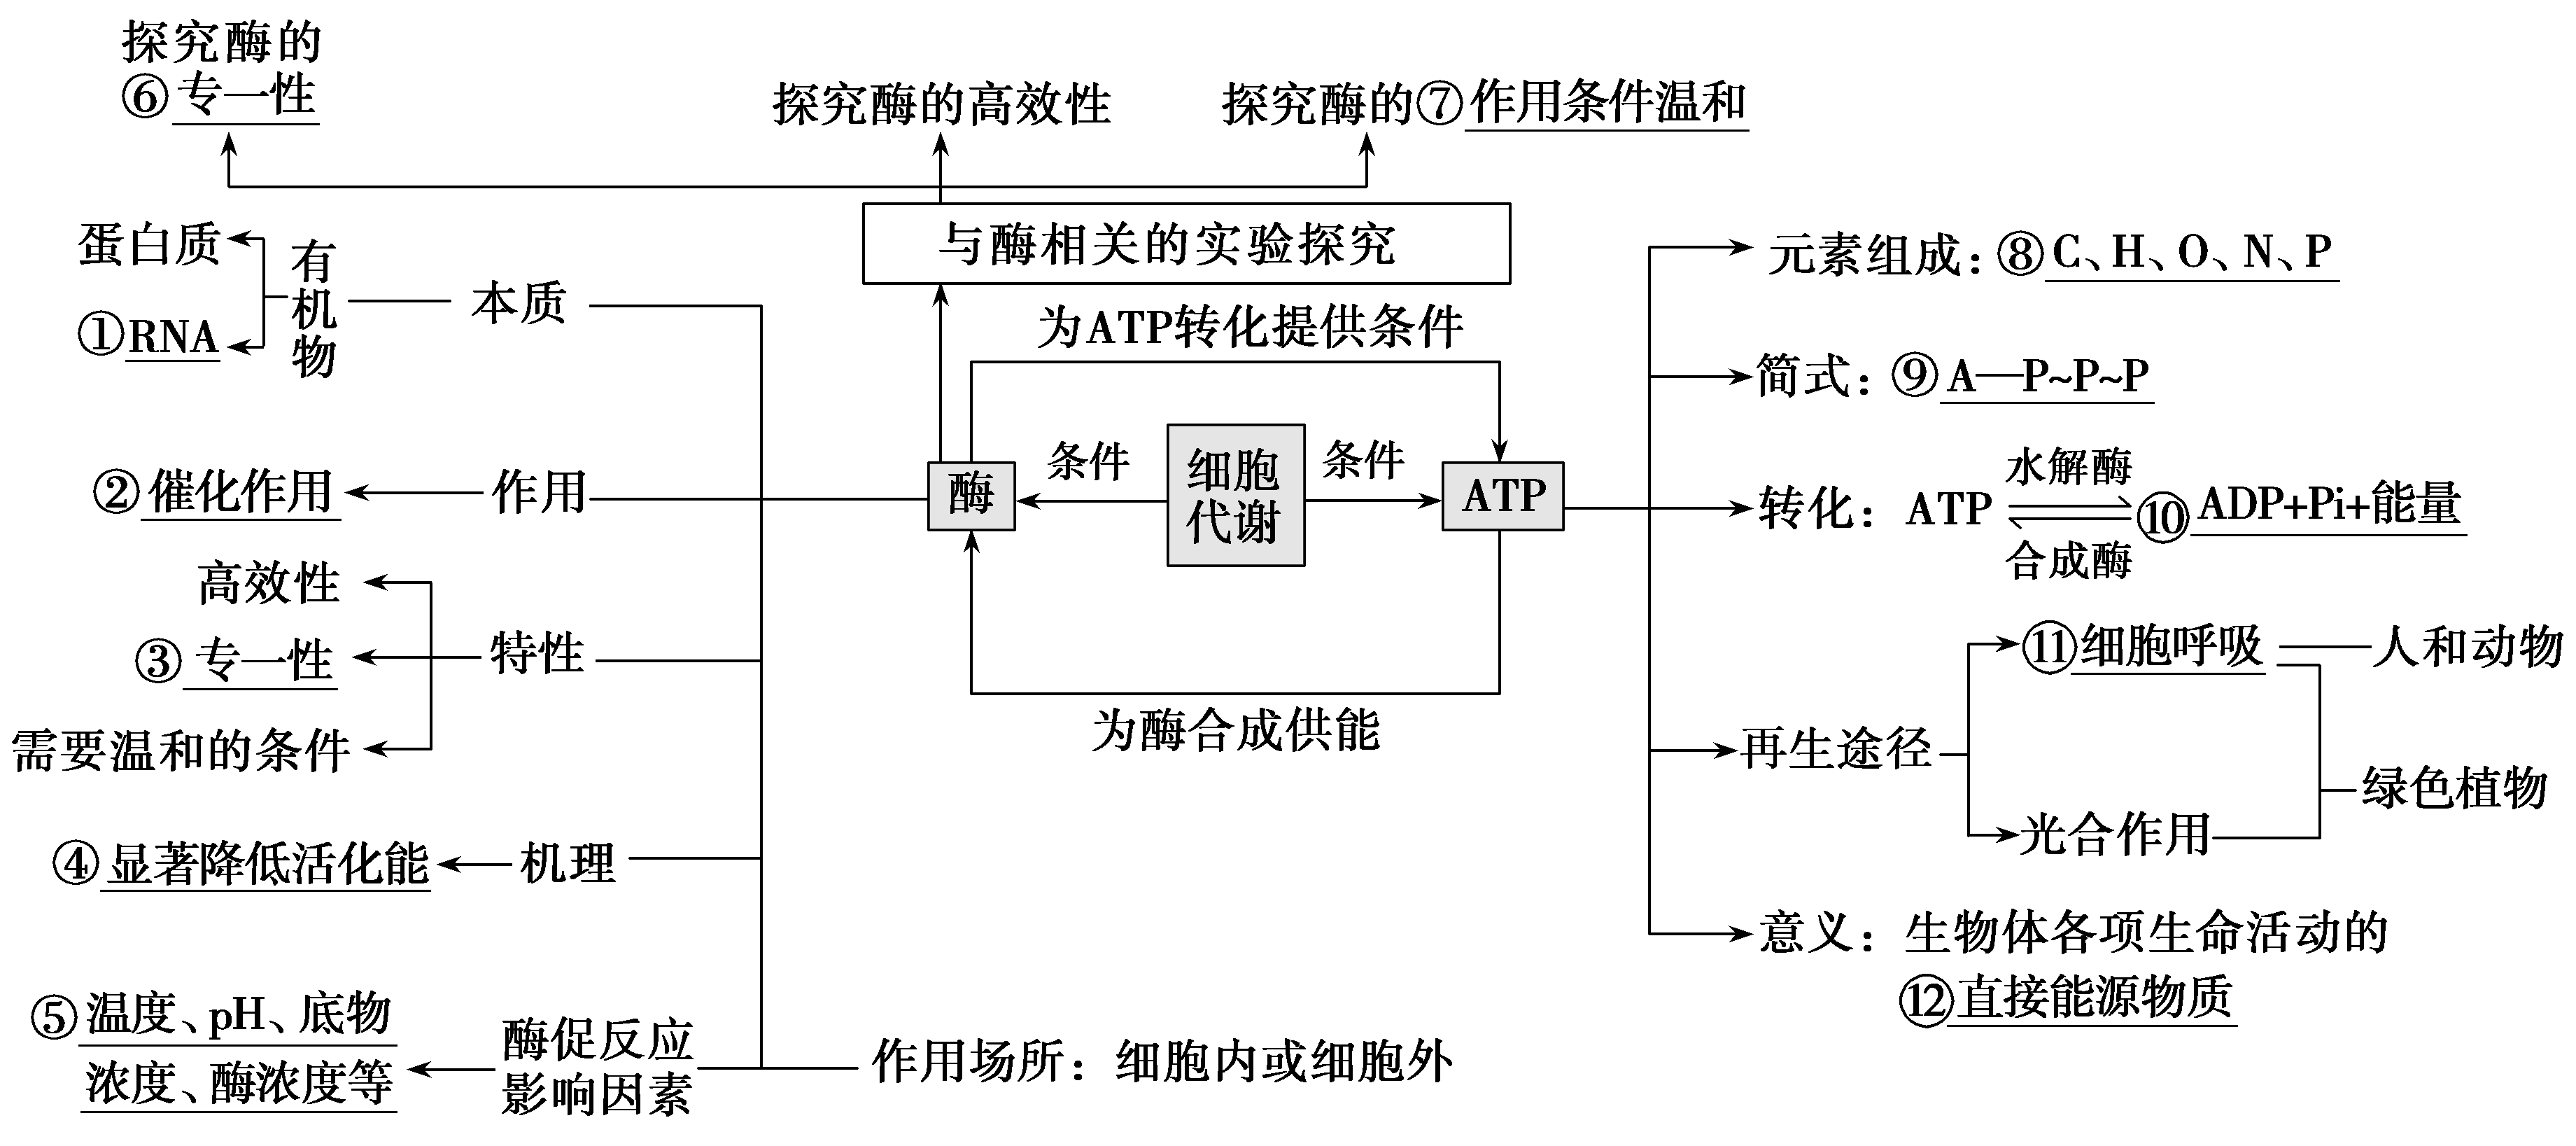 探究酶的
⑥专一性
探究酶的高效性
探究酶的⑦作用条件温和
与酶相关的实验探究
蛋白质
①RNA
有机物
本质
②催化作用
作用
高效性
③专一性
需要温和的条件
特性
④显著降低活化能
机理
⑤温度、pH、底物
浓度、酶浓度等
酶促反应
影响因素
作用场所：细胞内或细胞外
为ATP转化提供条件
酶
条件
细胞
代谢
条件
ATP
为酶合成供能
元素组成：⑧C、H、O、N、P
简式：⑨A—P~P~P
水解酶
转化：ATP⇌⑩ADP+Pi+能量
合成酶
⑪细胞呼吸
人和动物
再生途径
绿色植物
光合作用
意义：生物体各项生命活动的
⑫直接能源物质